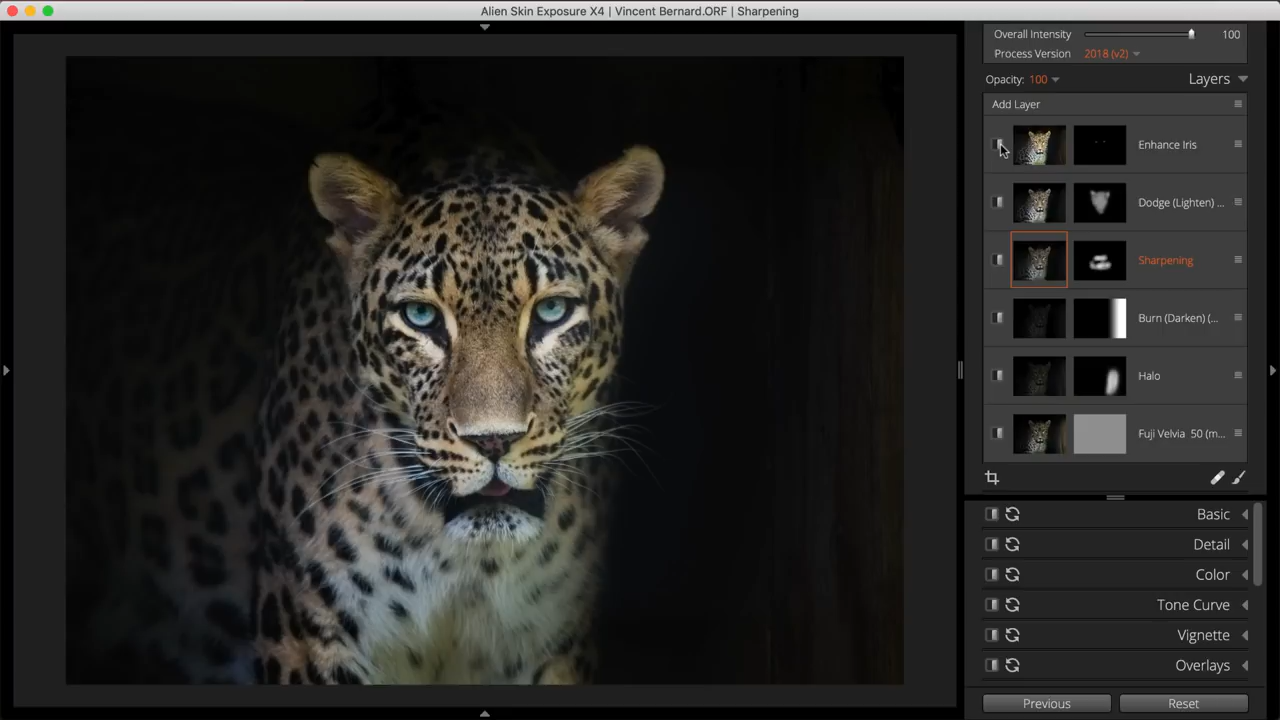 Alien Skin Exposure X4 | Vincent Bernard.ORF | Sharpening
Overall Intensity 100
Process Version 2018 (v2)
Opacity: 100 Layers
Add Layer
Enhance Iris
Dodge (Lighten) ...
Sharpening
Burn (Darken) (...
Halo
Fuji Velvia 50 (m...
Basic
Detail
Color
Tone Curve
Vignette
Overlays
Previous Reset